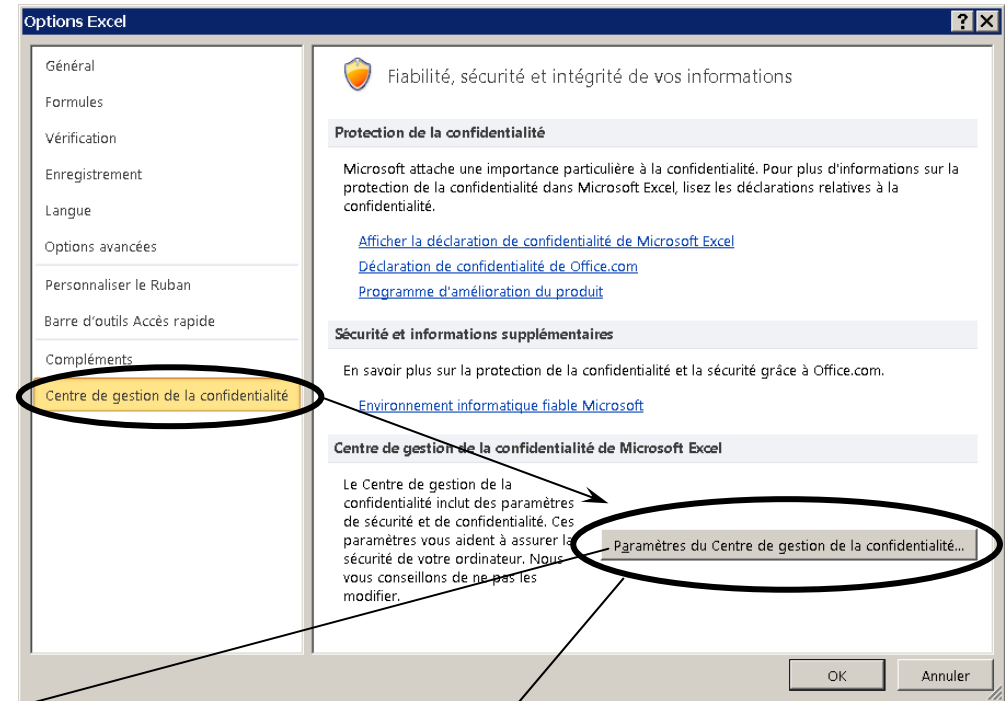 Options Excel
Général
Formules
Vérification
Enregistrement
Langue
Options avancées
Personnaliser le Ruban
Barre d'outils Accès rapide
Compléments
Centre de gestion de la confidentialité
Fiabilité, sécurité et intégrité de vos informations
Protection de la confidentialité
Microsoft attache une importance particulière à la confidentialité. Pour plus d'informations sur la
protection de la confidentialité dans Microsoft Excel, lisez les déclarations relatives à la
confidentialité.
Afficher la déclaration de confidentialité de Microsoft Excel
Déclaration de confidentialité de Office.com
Programme d'amélioration du produit
Sécurité et informations supplémentaires
En savoir plus sur la protection de la confidentialité et la sécurité grâce à Office.com.
Environnement informatique fiable Microsoft
Centre de gestion de la confidentialité de Microsoft Excel
Le Centre de gestion de la
confidentialité inclut des paramètres
de sécurité et de confidentialité. Ces
paramètres vous aident à assurer la
sécurité de votre ordinateur. Nous
vous conseillons de ne pas les
modifier.
Paramètres du Centre de gestion de la confidentialité...
OK
Annuler